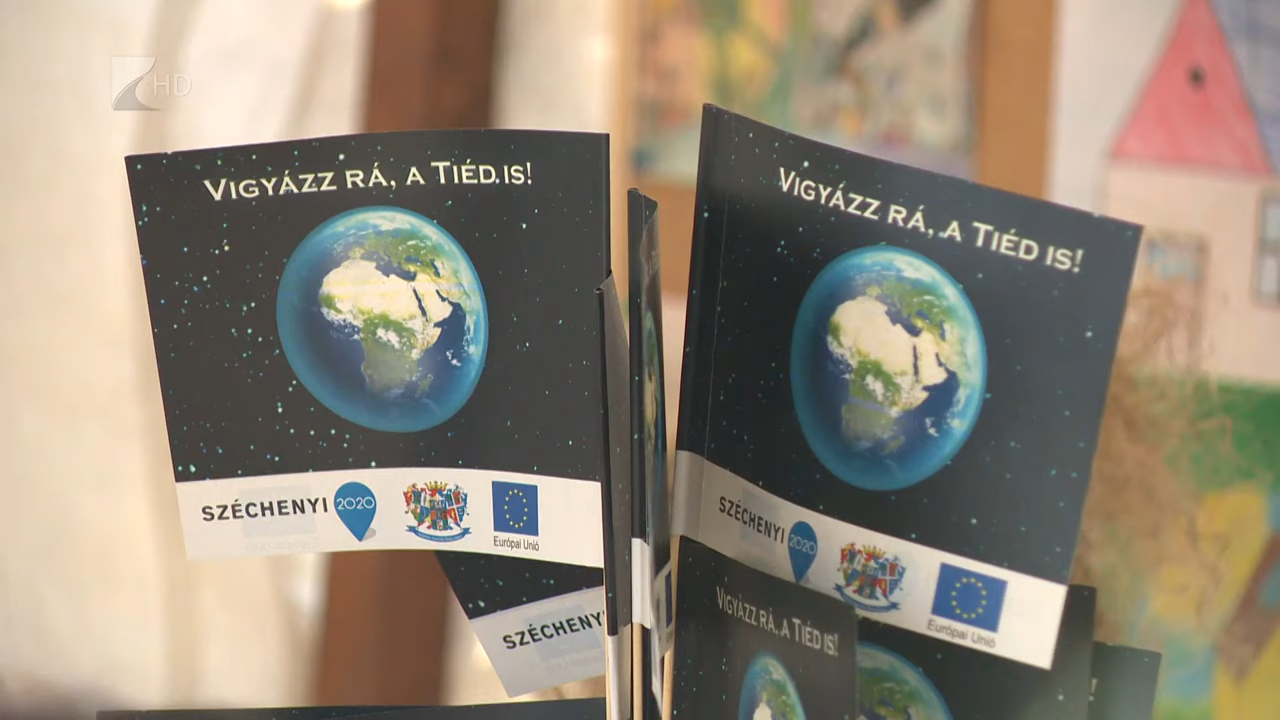 HD
VIGYÁZZ RÁ, A TIÉD IS!
SZÉCHENYI 2020
Európai Unió
VIGYÁZZ RÁ, A TIÉD IS!
SZÉCHENYI 2020
Európai Unió
SZÉCHENY
VIGYÁZZ RÁ, A TIÉD IS!